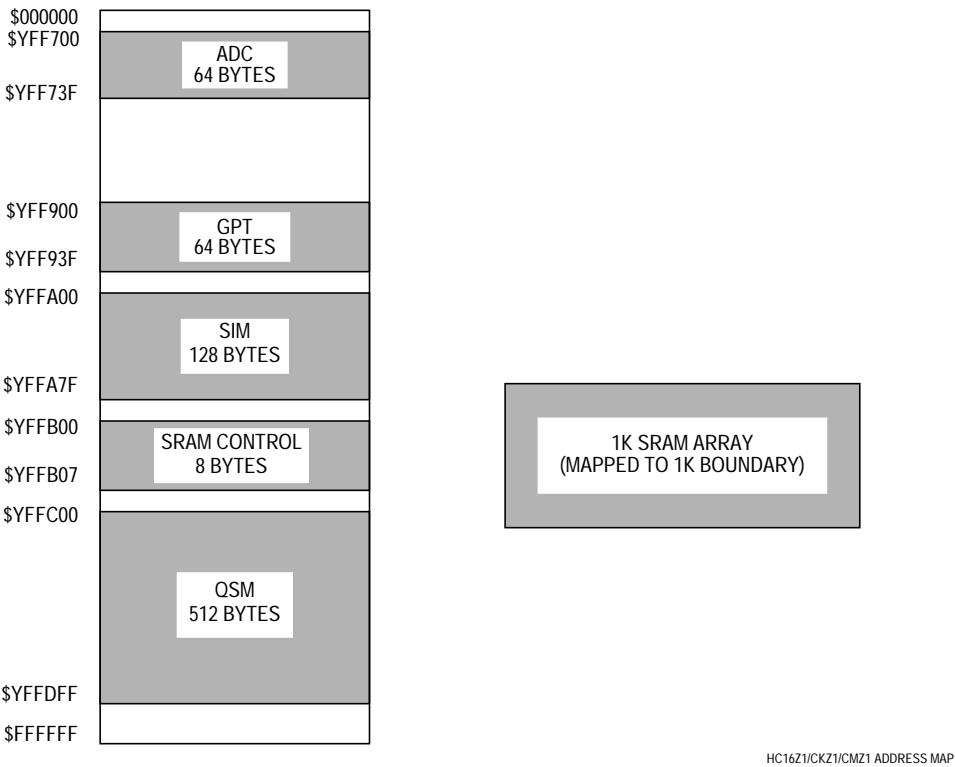 $000000
$YFF700
ADC
64 BYTES
$YFF73F
$YFF900
GPT
64 BYTES
$YFF93F
$YFFA00
SIM
128 BYTES
$YFFA7F
$YFFB00
SRAM CONTROL
8 BYTES
$YFFB07
$YFFC00
QSM
512 BYTES
$YFFDFF
$FFFFFF
1K SRAM ARRAY
(MAPPED TO 1K BOUNDARY)
HC16Z1/CKZ1/CMZ1 ADDRESS MAP